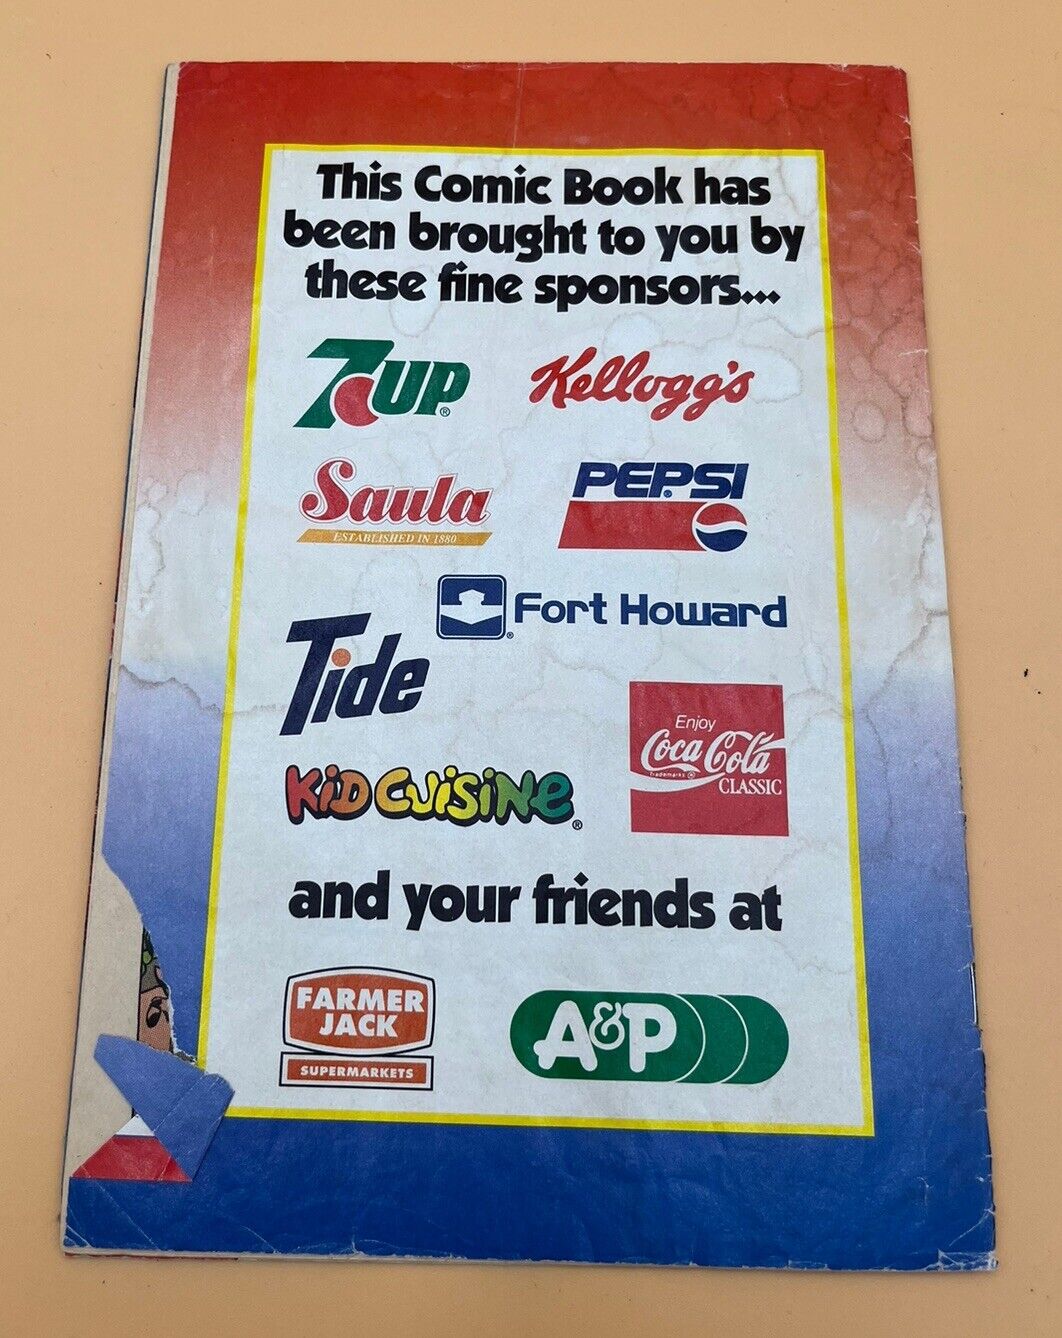 This Comic Book has
been brought to you by
these fine sponsors...
7UP®
Kellogg's
Saula
ESTABLISHED IN 1880
PEPSI®
Fort Howard
®
Tide
Enjoy
Coca Cola
Trademarks ®
CLASSIC
KiD CUiSiNe®
and your friends at
FARMER
JACK
SUPERMARKETS
A&P